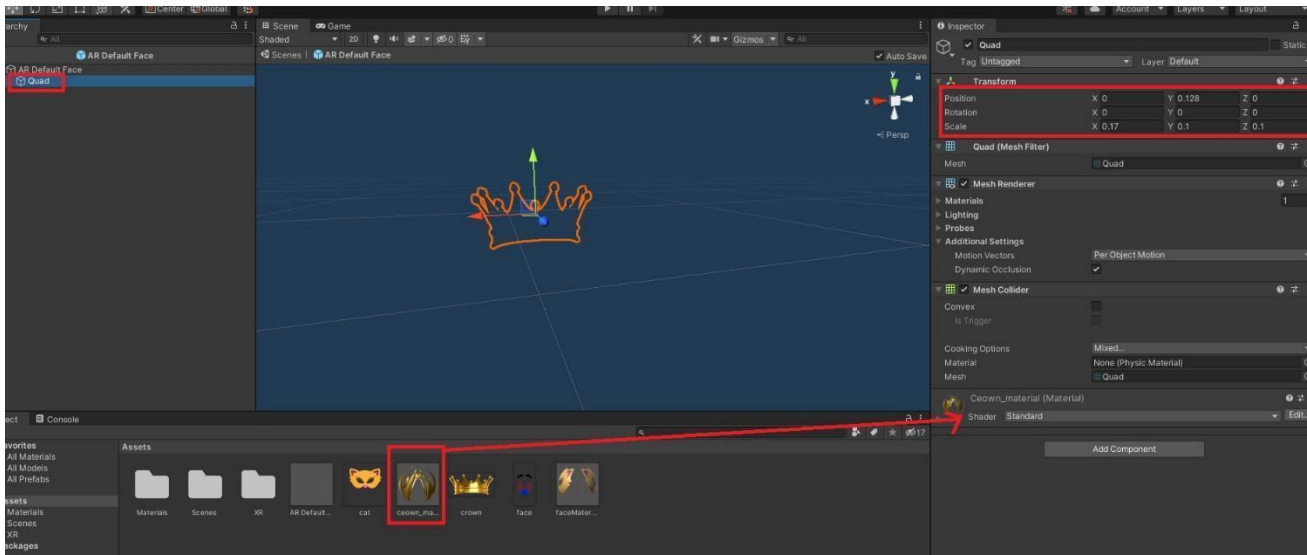 Center Global
Account Layers Layout
archy
All
AR Default Face
AR Default Face
Quad
Scene Game
Shaded 2D 0 Gizmos All
Scenes AR Default Face Auto Save
y
x
Persp
Inspector
Quad Static
Tag Untagged Layer Default
Transform
Position X 0 Y 0.128 Z 0
Rotation X 0 Y 0 Z 0
Scale X 0.17 Y 0.1 Z 0.1
Quad (Mesh Filter)
Mesh Quad
Mesh Renderer
Materials 1
Lighting
Probes
Additional Settings
Motion Vectors Per Object Motion
Dynamic Occlusion
Mesh Collider
Convex
Is Trigger
Cooking Options Mixed...
Material None (Physic Material)
Mesh Quad
Ceown_material (Material)
Shader Standard Edit..
Add Component
ect Console
17
avorites
All Materials
All Models
All Prefabs
ssets
Materials
Scenes
XR
ackages
Assets
Materials Scenes XR AR Defaul... cat ceown_ma... crown face faceMater...